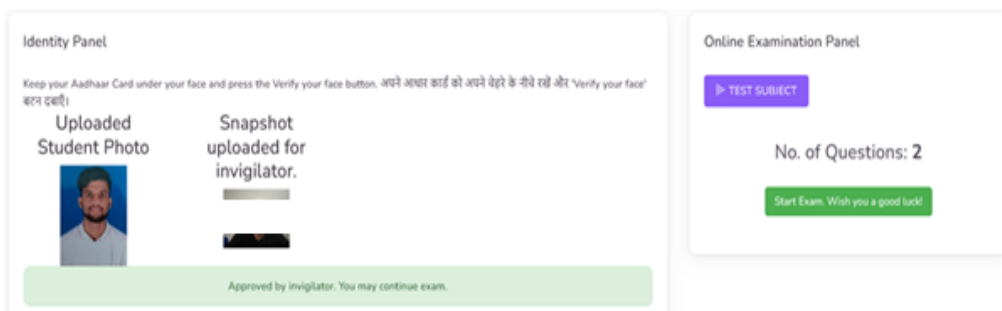 Identity Panel
Keep your Aadhaar Card under your face and press the Verify your face button. अपने आधार कार्ड को अपने चेहरे के नीचे रखें और 'Verify your face'
बटन दबाएँ।
Uploaded
Student Photo
Snapshot
uploaded for
invigilator.
Approved by invigilator. You may continue exam.
Online Examination Panel
TEST SUBJECT
No. of Questions: 2
Start Exam. Wish you a good luck!